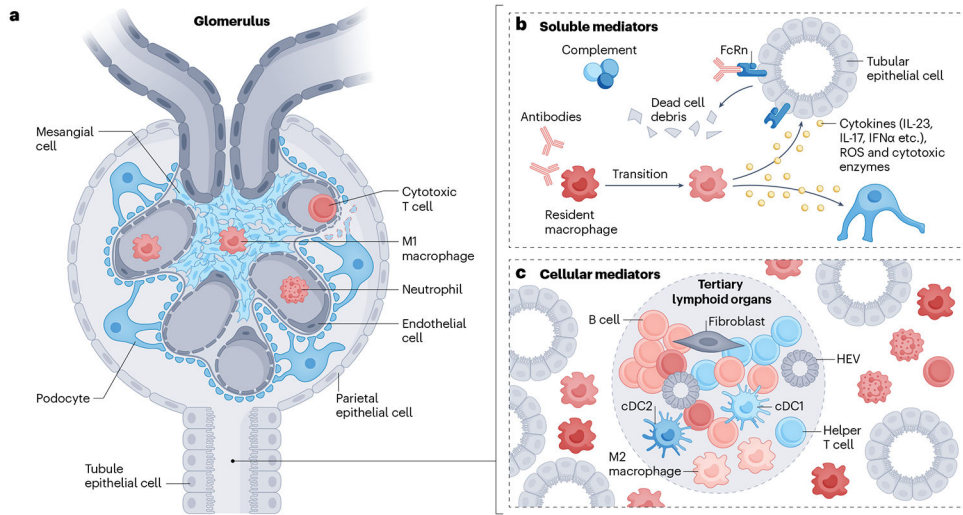 a
Glomerulus
Mesangial
cell
Cytotoxic
T cell
M1
macrophage
Neutrophil
Endothelial
cell
Podocyte
Parietal
epithelial cell
Tubule
epithelial cell
b Soluble mediators
Complement
FcRn
Tubular
epithelial cell
Dead cell
debris
Antibodies
Cytokines (IL-23,
IL-17, IFNα etc.),
ROS and cytotoxic
enzymes
Transition
Resident
macrophage
c Cellular mediators
Tertiary
lymphoid organs
B cell
Fibroblast
HEV
cDC2
cDC1
Helper
T cell
M2
macrophage